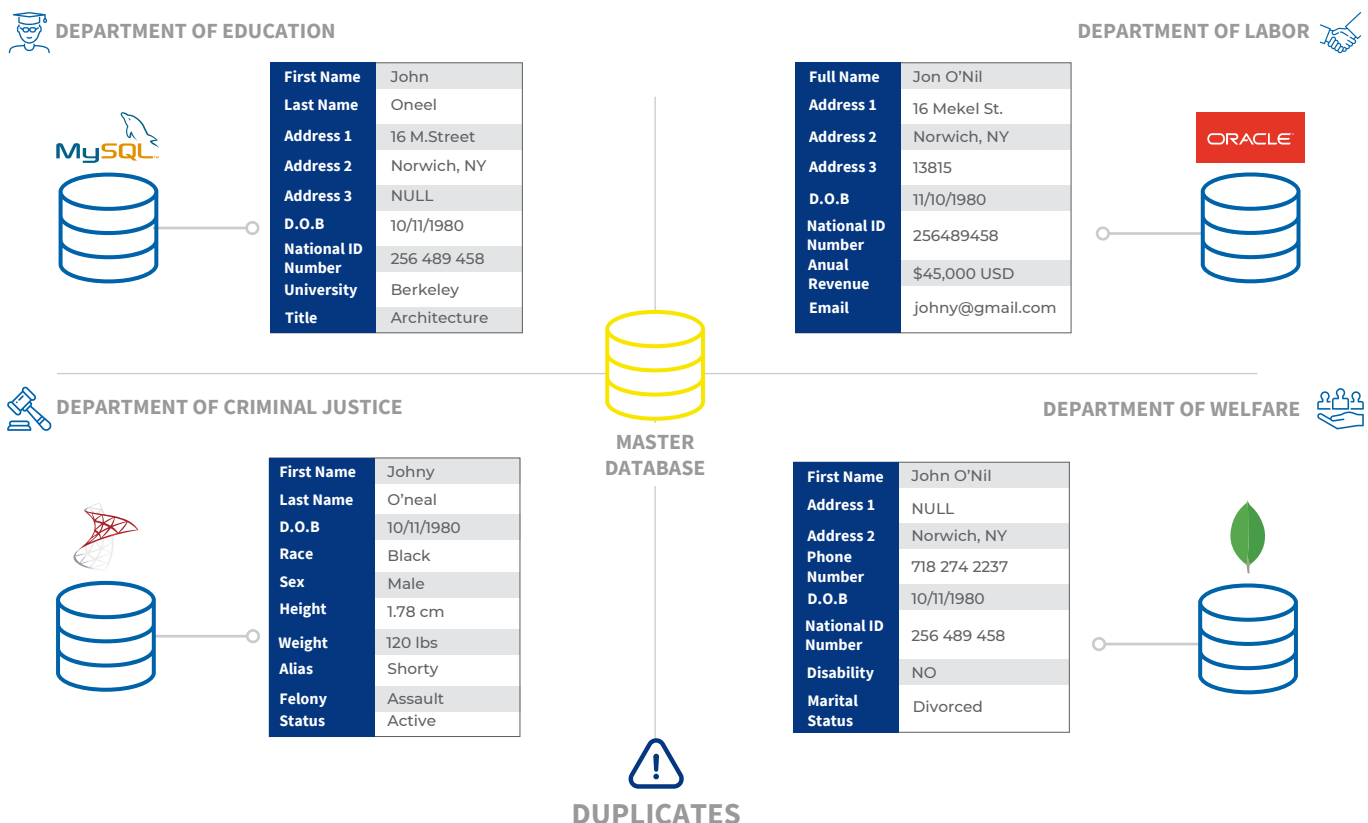 DEPARTMENT OF EDUCATION
First Name John
Last Name Oneel
Address 1 16 M.Street
Address 2 Norwich, NY
Address 3 NULL
D.O.B 10/11/1980
National ID
Number 256 489 458
University Berkeley
Title Architecture
MySQL
DEPARTMENT OF LABOR
Full Name Jon O’Nil
Address 1 16 Mekel St.
Address 2 Norwich, NY
Address 3 13815
D.O.B 11/10/1980
National ID
Number 256489458
Anual
Revenue $45,000 USD
Email johny@gmail.com
ORACLE
MASTER
DATABASE
DEPARTMENT OF CRIMINAL JUSTICE
First Name Johny
Last Name O’neal
D.O.B 10/11/1980
Race Black
Sex Male
Height 1.78 cm
Weight 120 lbs
Alias Shorty
Felony Assault
Status Active
DEPARTMENT OF WELFARE
First Name John O’Nil
Address 1 NULL
Address 2 Norwich, NY
Phone
Number 718 274 2237
D.O.B 10/11/1980
National ID
Number 256 489 458
Disability NO
Marital
Status Divorced
DUPLICATES